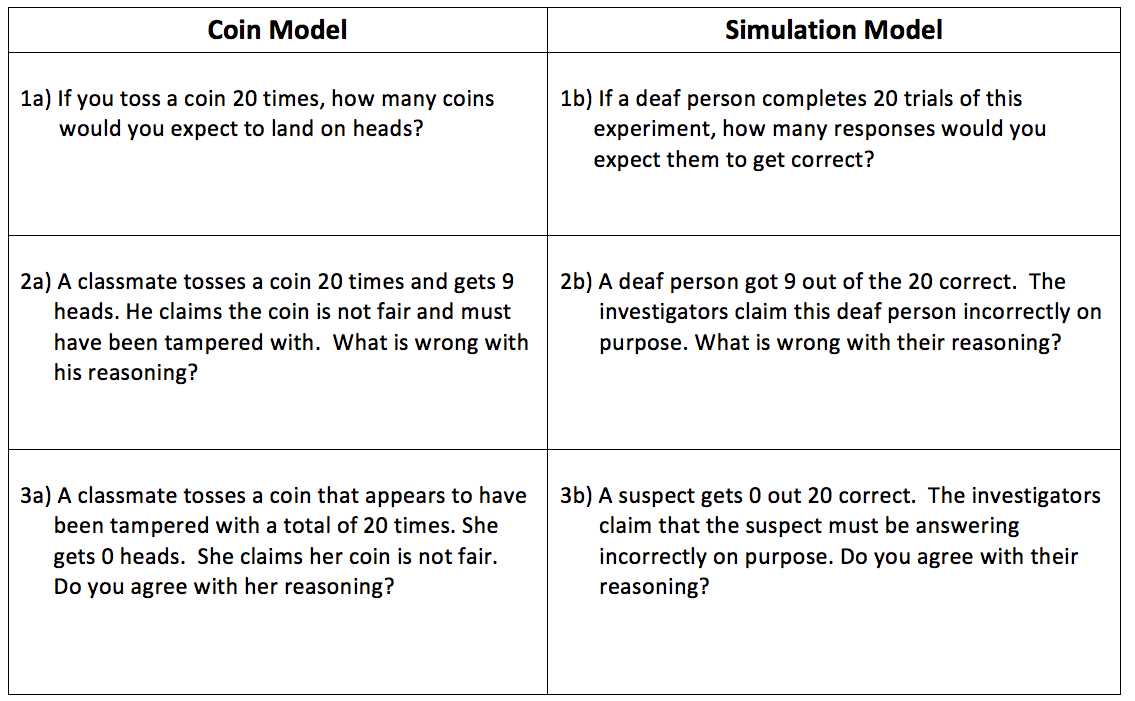 Coin Model
Simulation Model
1a) If you toss a coin 20 times, how many coins
would you expect to land on heads?
1b) If a deaf person completes 20 trials of this
experiment, how many responses would you
expect them to get correct?
2a) A classmate tosses a coin 20 times and gets 9
heads. He claims the coin is not fair and must
have been tampered with.  What is wrong with
his reasoning?
2b) A deaf person got 9 out of the 20 correct.  The
investigators claim this deaf person incorrectly on
purpose. What is wrong with their reasoning?
3a) A classmate tosses a coin that appears to have
been tampered with a total of 20 times. She
gets 0 heads.  She claims her coin is not fair.
Do you agree with her reasoning?
3b) A suspect gets 0 out 20 correct.  The investigators
claim that the suspect must be answering
incorrectly on purpose. Do you agree with their
reasoning?